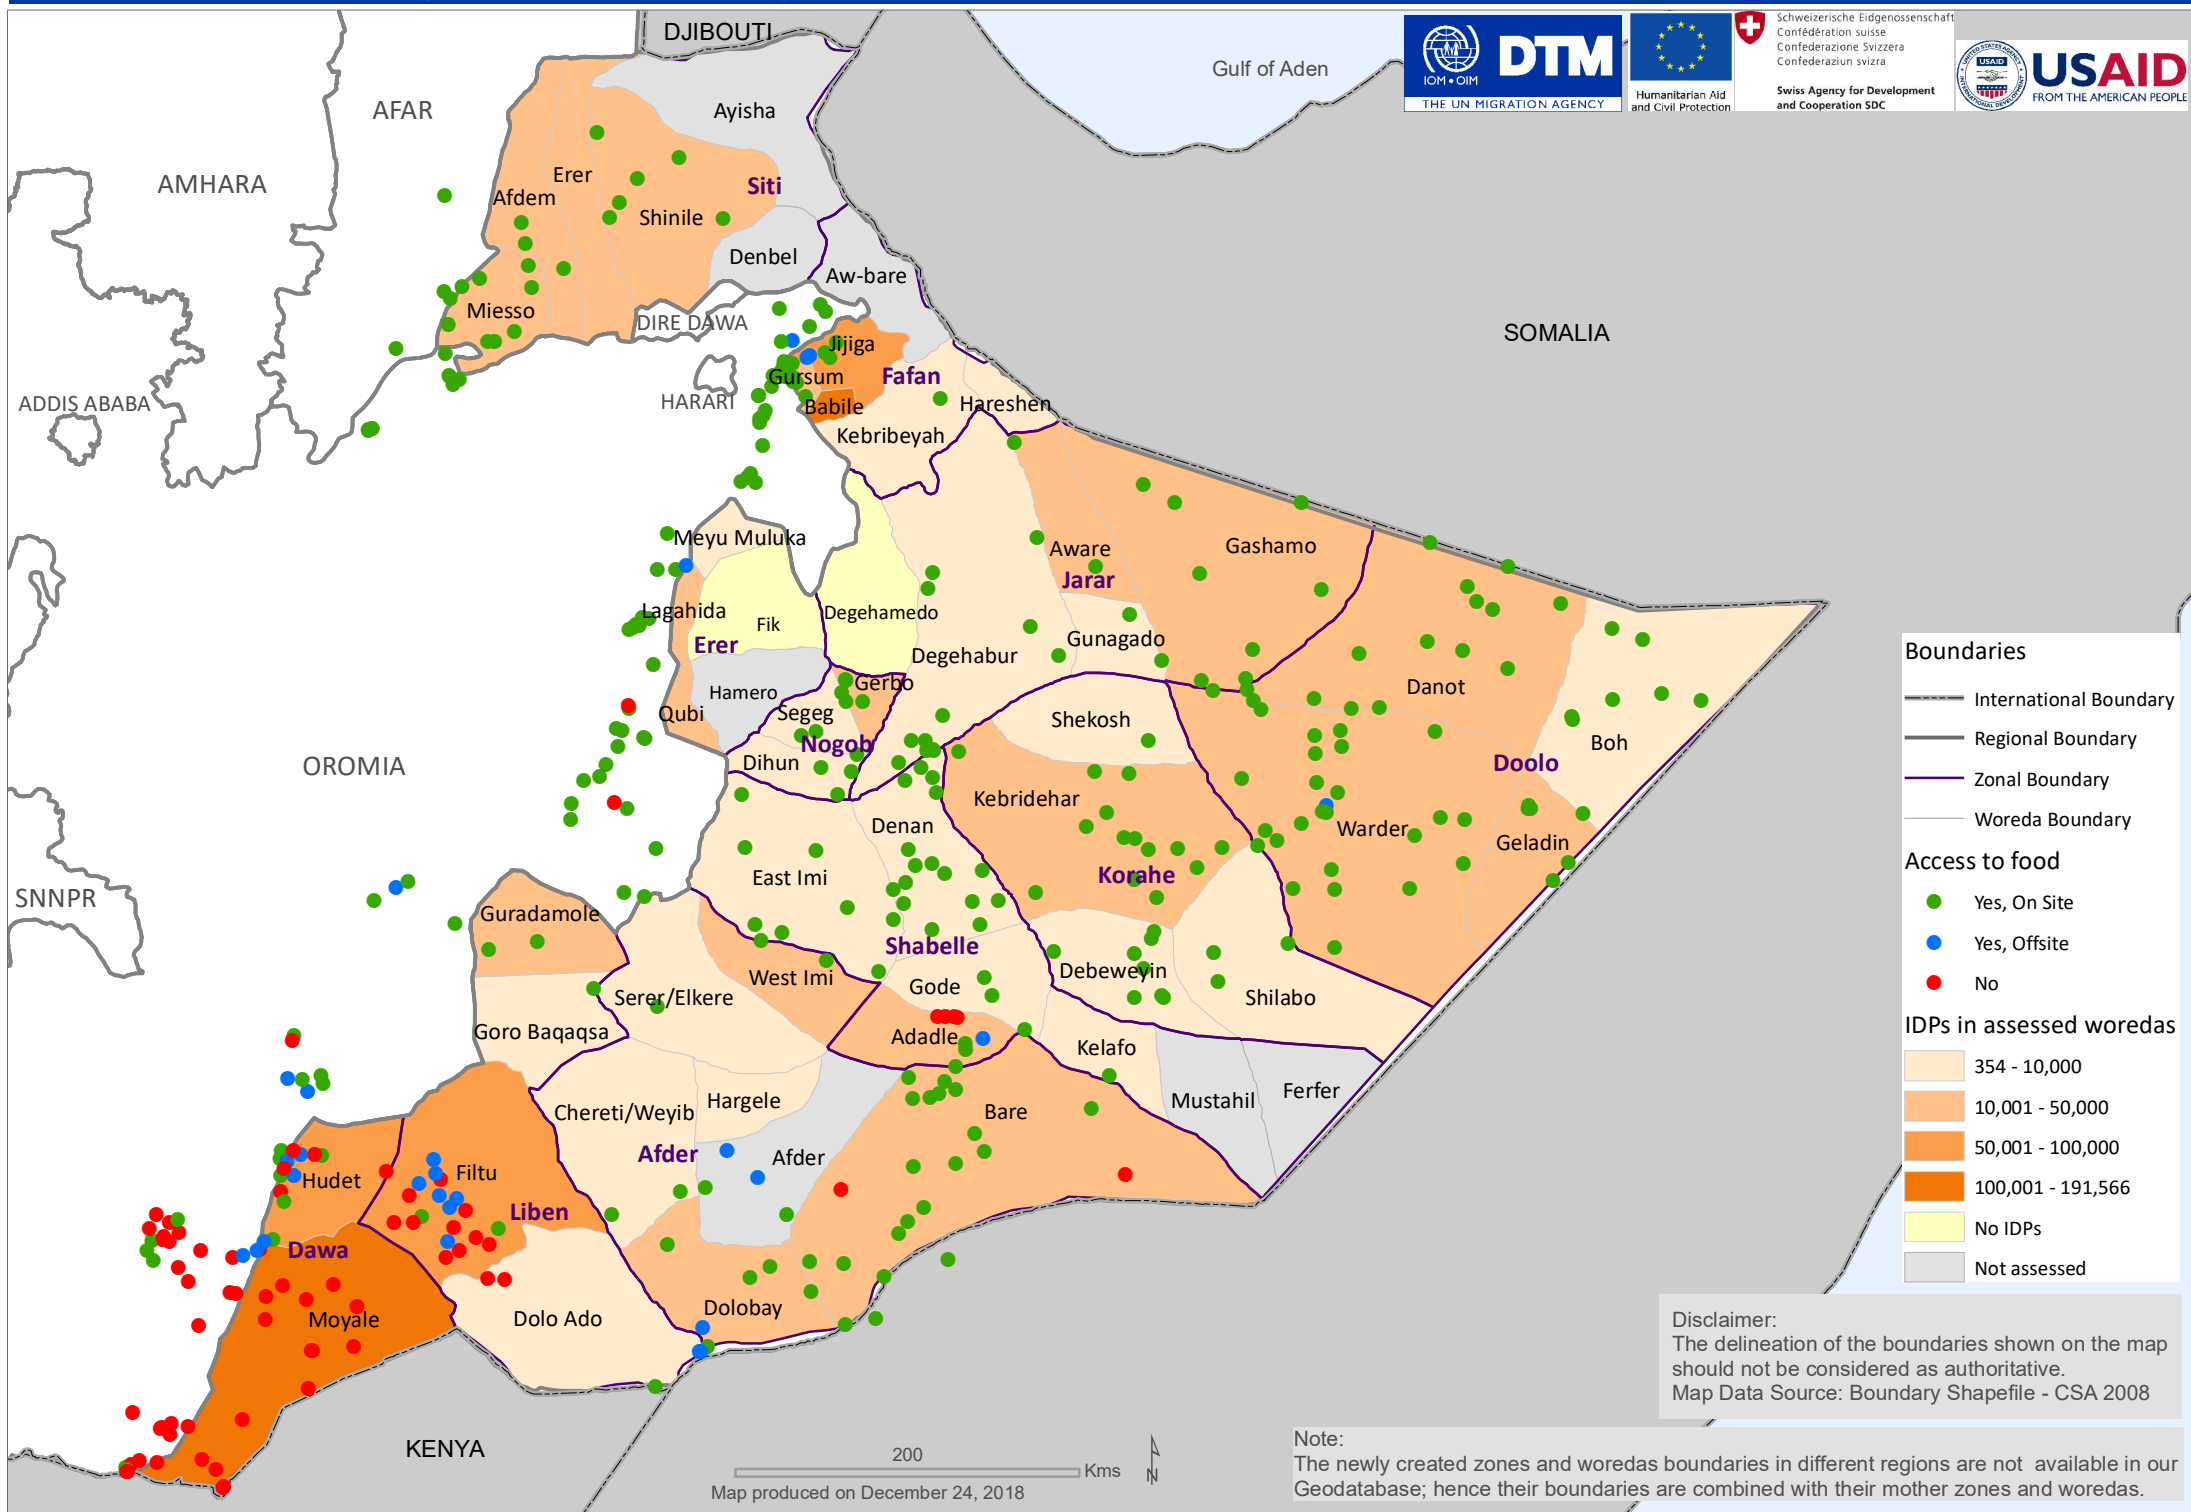 DJIBOUTI
Gulf of Aden
IOM • OIM
DTM
THE UN MIGRATION AGENCY
Humanitarian Aid
and Civil Protection
Schweizerische Eidgenossenschaft
Confédération suisse
Confederazione Svizzera
Confederaziun svizra
Swiss Agency for Development
and Cooperation SDC
USAID
USAID
FROM THE AMERICAN PEOPLE
AFAR
AMHARA
Ayisha
Erer
Afdem
Siti
Shinile
Denbel
Aw-bare
Miesso
DIRE DAWA
SOMALIA
Jijiga
Gursum
Fafan
HARARI
Babile
Hareshen
ADDIS ABABA
Kebribeyah
Meyu Muluka
Aware
Gashamo
Jarar
Lagahida
Fik
Degehamedo
Erer
Gunagado
Degehabur
Hamero
Gerbo
Danot
Qubi
Segeg
Shekosh
Nogob
Boh
OROMIA
Dihun
Doolo
Kebridehar
Denan
Warder
Geladin
East Imi
Korahe
SNNPR
Guradamole
Shabelle
West Imi
Debeweyin
Gode
Serer/Elkere
Shilabo
Goro Baqaqsa
Adadle
Kelafo
Ferfer
Mustahil
Hargele
Chereti/Weyib
Bare
Afder
Afder
Filtu
Hudet
Liben
Dawa
Dolobay
Moyale
Dolo Ado
KENYA
Boundaries
International Boundary
Regional Boundary
Zonal Boundary
Woreda Boundary
Access to food
Yes, On Site
Yes, Offsite
No
IDPs in assessed woredas
354 - 10,000
10,001 - 50,000
50,001 - 100,000
100,001 - 191,566
No IDPs
Not assessed
Disclaimer:
The delineation of the boundaries shown on the map
should not be considered as authoritative.
Map Data Source: Boundary Shapefile - CSA 2008
200
Kms
N
Map produced on December 24, 2018
Note:
The newly created zones and woredas boundaries in different regions are not available in our
Geodatabase; hence their boundaries are combined with their mother zones and woredas.